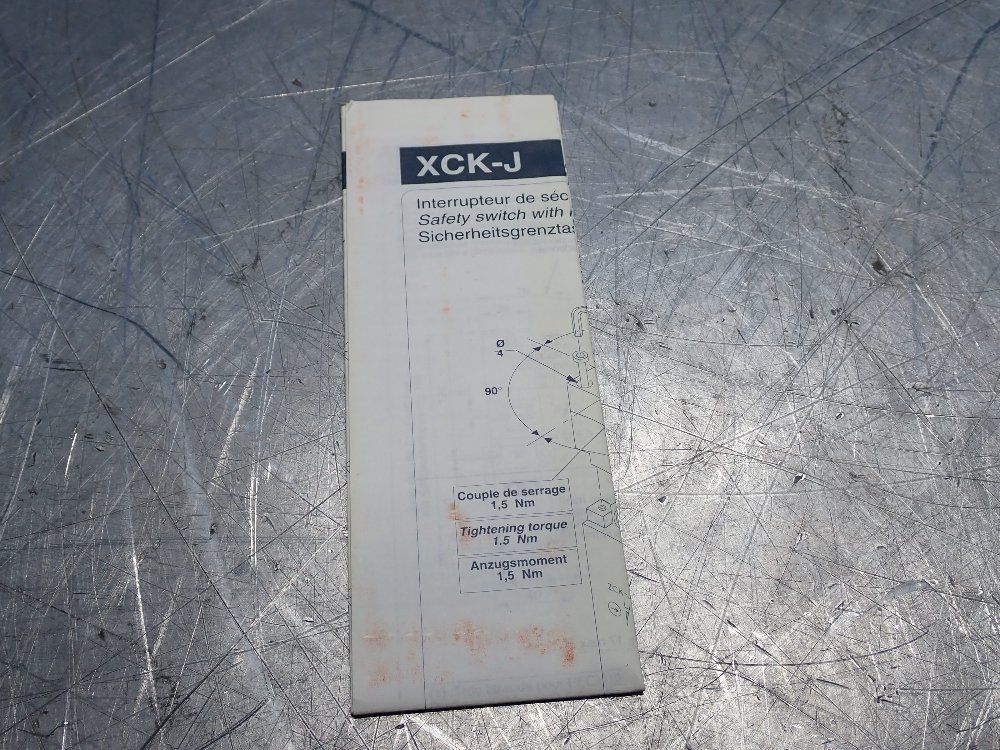 XCK-J
Interrupteur de séc
Safety switch with
Sicherheitsgrenztas
Ø
4
90°
Couple de serrage
1,5 Nm
Tightening torque
1.5 Nm
Anzugsmoment
1,5 Nm